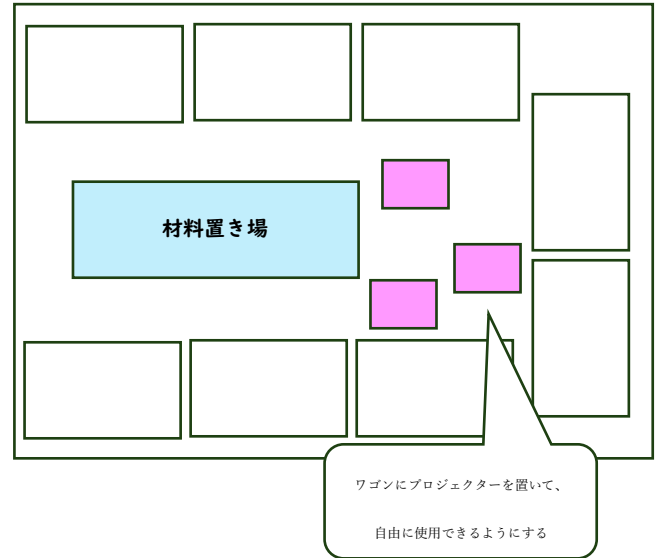 材料置き場
ワゴンにプロジェクターを置いて、
自由に使用できるようにする